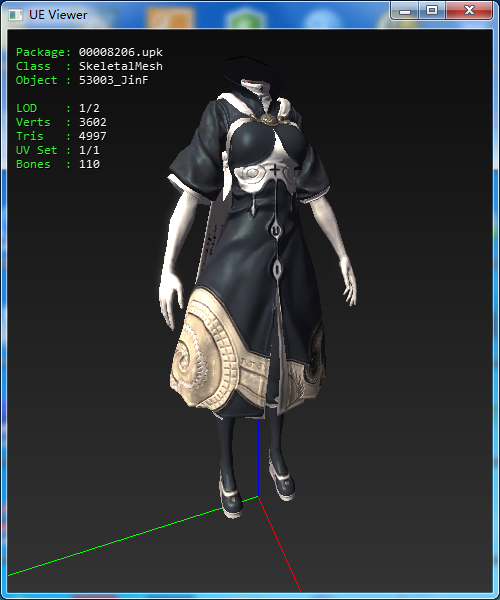 UE Viewer
Package: 00008206.upk
Class : SkeletalMesh
Object : 53003_JinF
LOD : 1/2
Verts : 3602
Tris : 4997
UV Set : 1/1
Bones : 110